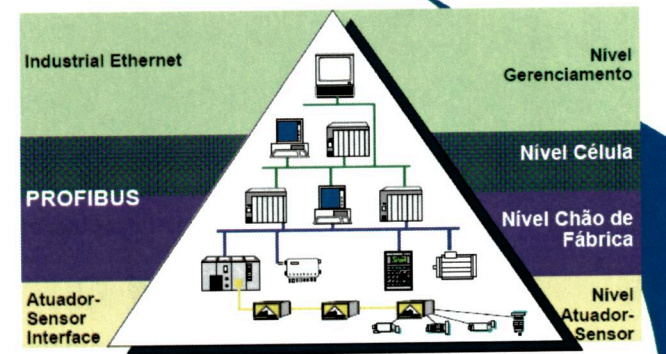 Industrial Ethernet
Nível
Gerenciamento
Nível Célula
PROFIBUS
Nível Chão de
Fábrica
Atuador-
Sensor
Interface
Nível
Atuador-
Sensor